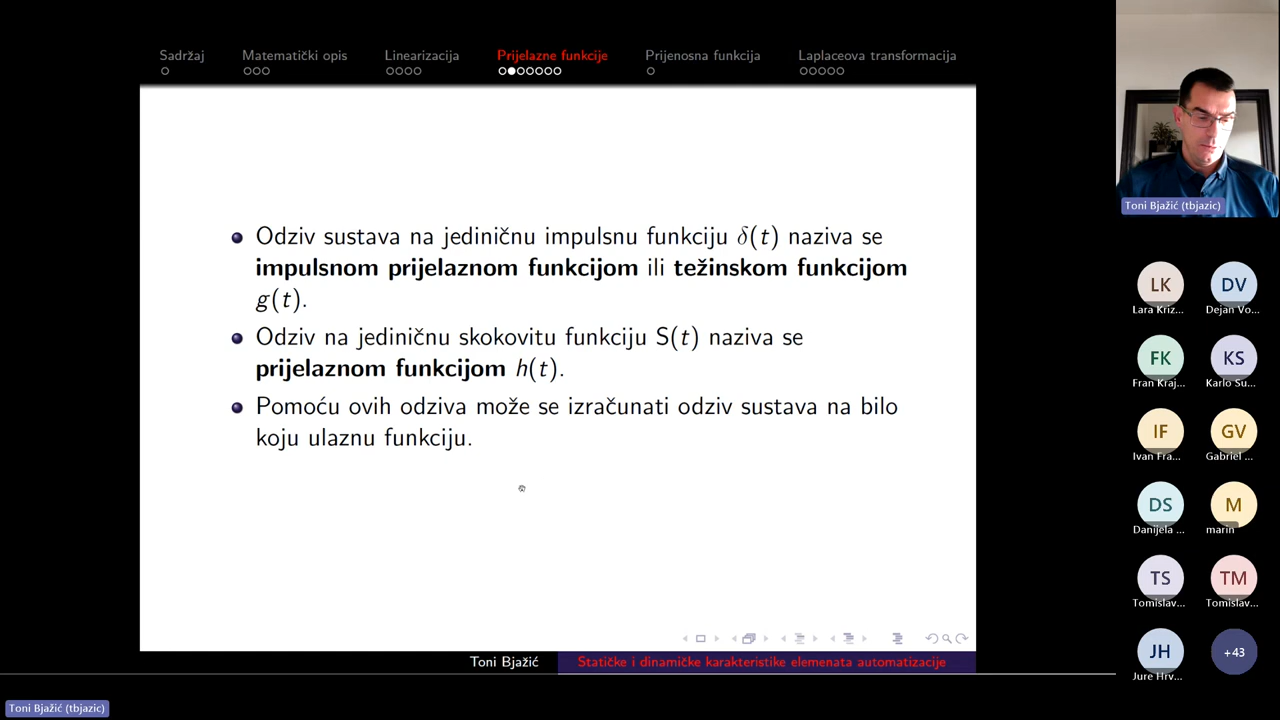 Sadržaj
Matematički opis
Linearizacija
Prijelazne funkcije
Prijenosna funkcija
Laplaceova transformacija
Odziv sustava na jediničnu impulsnu funkciju δ(t) naziva se
impulsnom prijelaznom funkcijom ili težinskom funkcijom
g(t).
Odziv na jediničnu skokovitu funkciju S(t) naziva se
prijelaznom funkcijom h(t).
Pomoću ovih odziva može se izračunati odziv sustava na bilo
koju ulaznu funkciju.
Toni Bjažić
Statičke i dinamičke karakteristike elemenata automatizacije
Toni Bjažić (tbjazic)
Toni Bjažić (tbjazic)
LK
Lara Kriz...
DV
Dejan Vo...
FK
Fran Kraj...
KS
Karlo Su...
IF
Ivan Fra...
GV
Gabriel ...
DS
Danijela ...
M
marin
TS
Tomislav...
TM
Tomislav...
JH
Jure Hrv...
+43